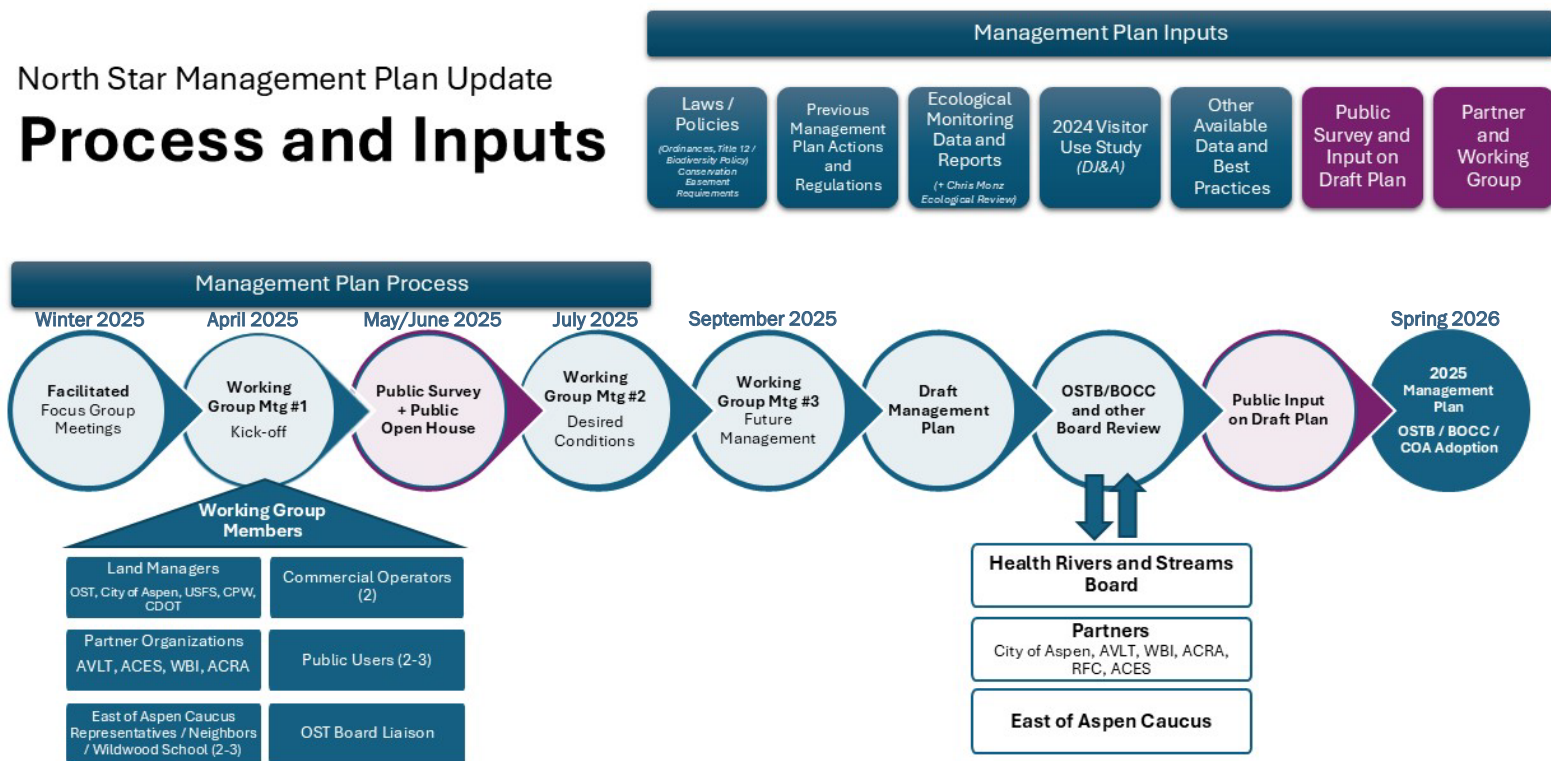 North Star Management Plan Update
Process and Inputs
Management Plan Inputs
Laws /
Policies
(Ordinances, Title 12 /
Biodiversity Policy)
Conservation
Easement
Requirements
Previous
Management
Plan Actions
and
Regulations
Ecological
Monitoring
Data and
Reports
(+ Chris Monz
Ecological Review)
2024 Visitor
Use Study
(DJ&A)
Other
Available
Data and
Best
Practices
Public
Survey and
Input on
Draft Plan
Partner
and
Working
Group
Management Plan Process
Winter 2025
Facilitated
Focus Group
Meetings
April 2025
Working
Group Mtg #1
Kick-off
May/June 2025
Public Survey
+ Public
Open House
July 2025
Working
Group Mtg #2
Desired
Conditions
September 2025
Working
Group Mtg #3
Future
Management
Draft
Management
Plan
OSTB/BOCC
and other
Board Review
Public Input
on Draft Plan
Spring 2026
2025
Management
Plan
OSTB / BOCC /
COA Adoption
Working Group
Members
Land Managers
OST, City of Aspen, USFS, CPW,
CDOT
Commercial Operators
(2)
Partner Organizations
AVLT, ACES, WBI, ACRA
Public Users (2-3)
East of Aspen Caucus
Representatives / Neighbors
/ Wildwood School (2-3)
OST Board Liaison
Health Rivers and Streams
Board
Partners
City of Aspen, AVLT, WBI, ACRA,
RFC, ACES
East of Aspen Caucus